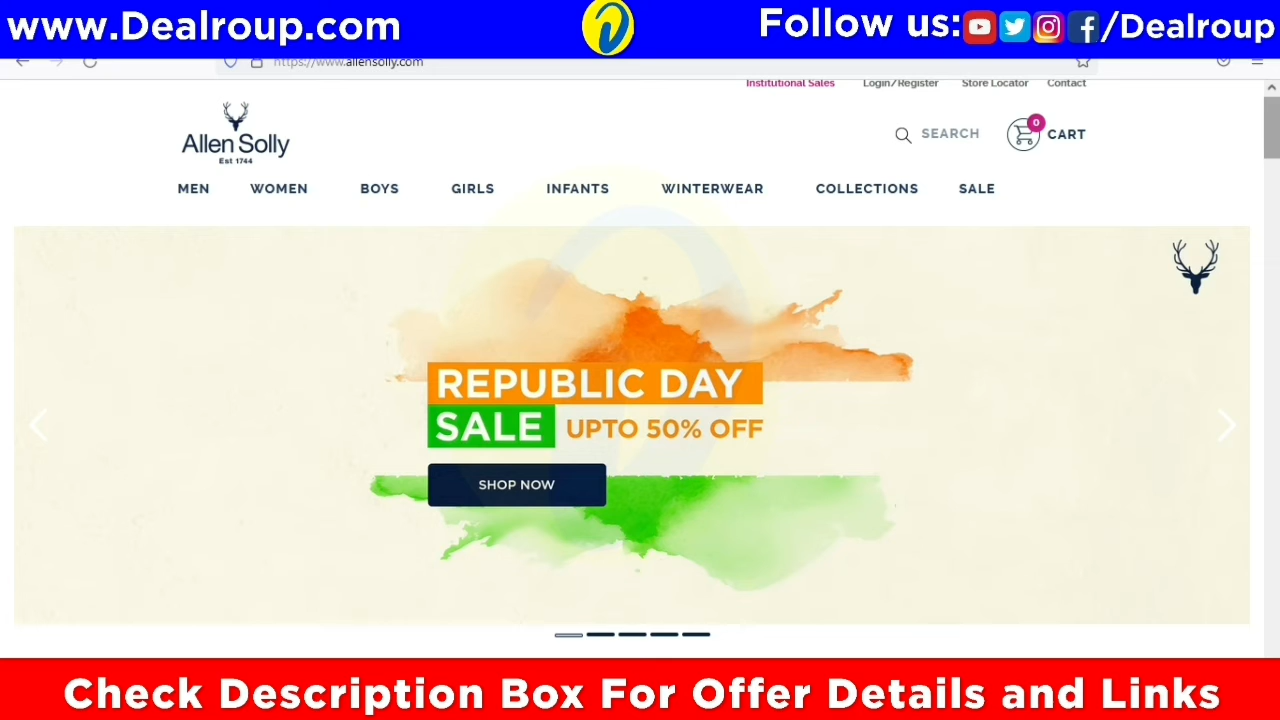 www.Dealroup.com
Follow us: /Dealroup
https://www.allensolly.com
Institutional Sales Login/Register Store Locator Contact
Allen Solly
Est 1744
SEARCH
0
CART
MEN WOMEN BOYS GIRLS INFANTS WINTERWEAR COLLECTIONS SALE
REPUBLIC DAY
SALE UPTO 50% OFF
SHOP NOW
Check Description Box For Offer Details and Links